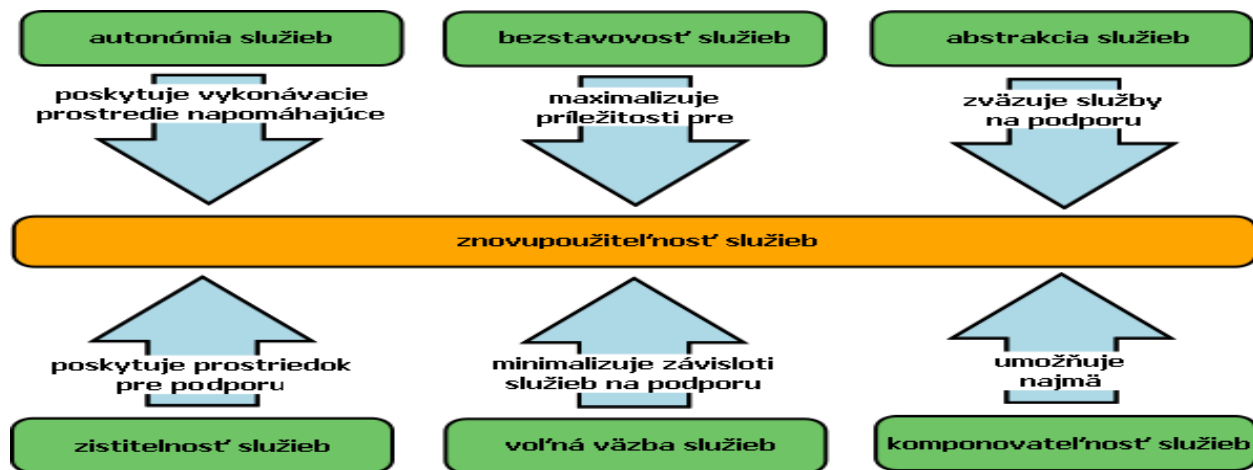 autonómia služieb
bezstavovosť služieb
abstrakcia služieb
poskytuje vykonávacie
prostredie napomáhajúce
maximalizuje
príležitosti pre
zväzuje služby
na podporu
znovupoužiteľnosť služieb
poskytuje prostriedok
pre podporu
minimalizuje závisloti
služieb na podporu
umožňuje
najmä
zistitelnosť služieb
voľná väzba služieb
komponovateľnosť služieb